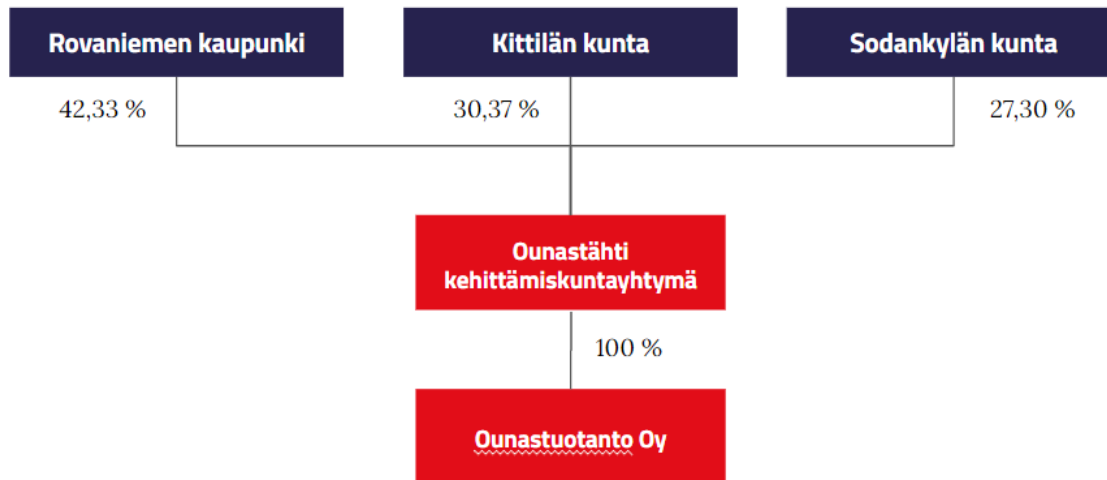 Rovaniemen kaupunki
Kittilän kunta
Sodankylän kunta
42,33 %
30,37 %
27,30 %
Ounastähti
kehittämiskuntayhtymä
100 %
Ounastuotanto Oy